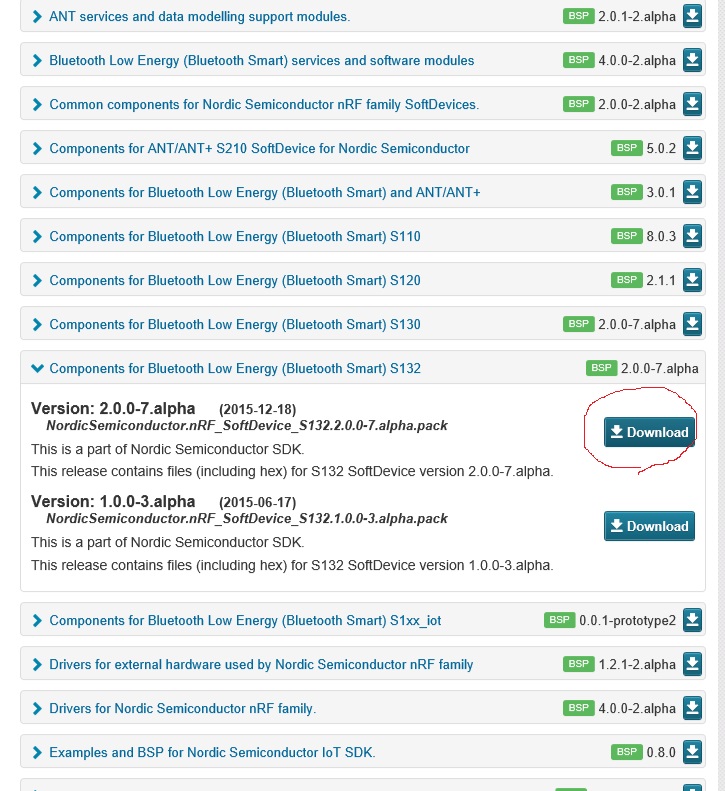 ANT services and data modelling support modules. BSP 2.0.1-2.alpha
Bluetooth Low Energy (Bluetooth Smart) services and software modules BSP 4.0.0-2.alpha
Common components for Nordic Semiconductor nRF family SoftDevices. BSP 2.0.0-2.alpha
Components for ANT/ANT+ S210 SoftDevice for Nordic Semiconductor BSP 5.0.2
Components for Bluetooth Low Energy (Bluetooth Smart) and ANT/ANT+ BSP 3.0.1
Components for Bluetooth Low Energy (Bluetooth Smart) S110 BSP 8.0.3
Components for Bluetooth Low Energy (Bluetooth Smart) S120 BSP 2.1.1
Components for Bluetooth Low Energy (Bluetooth Smart) S130 BSP 2.0.0-7.alpha
Components for Bluetooth Low Energy (Bluetooth Smart) S132 BSP 2.0.0-7.alpha
Version: 2.0.0-7.alpha (2015-12-18)
NordicSemiconductor.nRF_SoftDevice_S132.2.0.0-7.alpha.pack
Download
This is a part of Nordic Semiconductor SDK.
This release contains files (including hex) for S132 SoftDevice version 2.0.0-7.alpha.
Version: 1.0.0-3.alpha (2015-06-17)
NordicSemiconductor.nRF_SoftDevice_S132.1.0.0-3.alpha.pack
Download
This is a part of Nordic Semiconductor SDK.
This release contains files (including hex) for S132 SoftDevice version 1.0.0-3.alpha.
Components for Bluetooth Low Energy (Bluetooth Smart) S1xx_iot BSP 0.0.1-prototype2
Drivers for external hardware used by Nordic Semiconductor nRF family BSP 1.2.1-2.alpha
Drivers for Nordic Semiconductor nRF family. BSP 4.0.0-2.alpha
Examples and BSP for Nordic Semiconductor IoT SDK. BSP 0.8.0